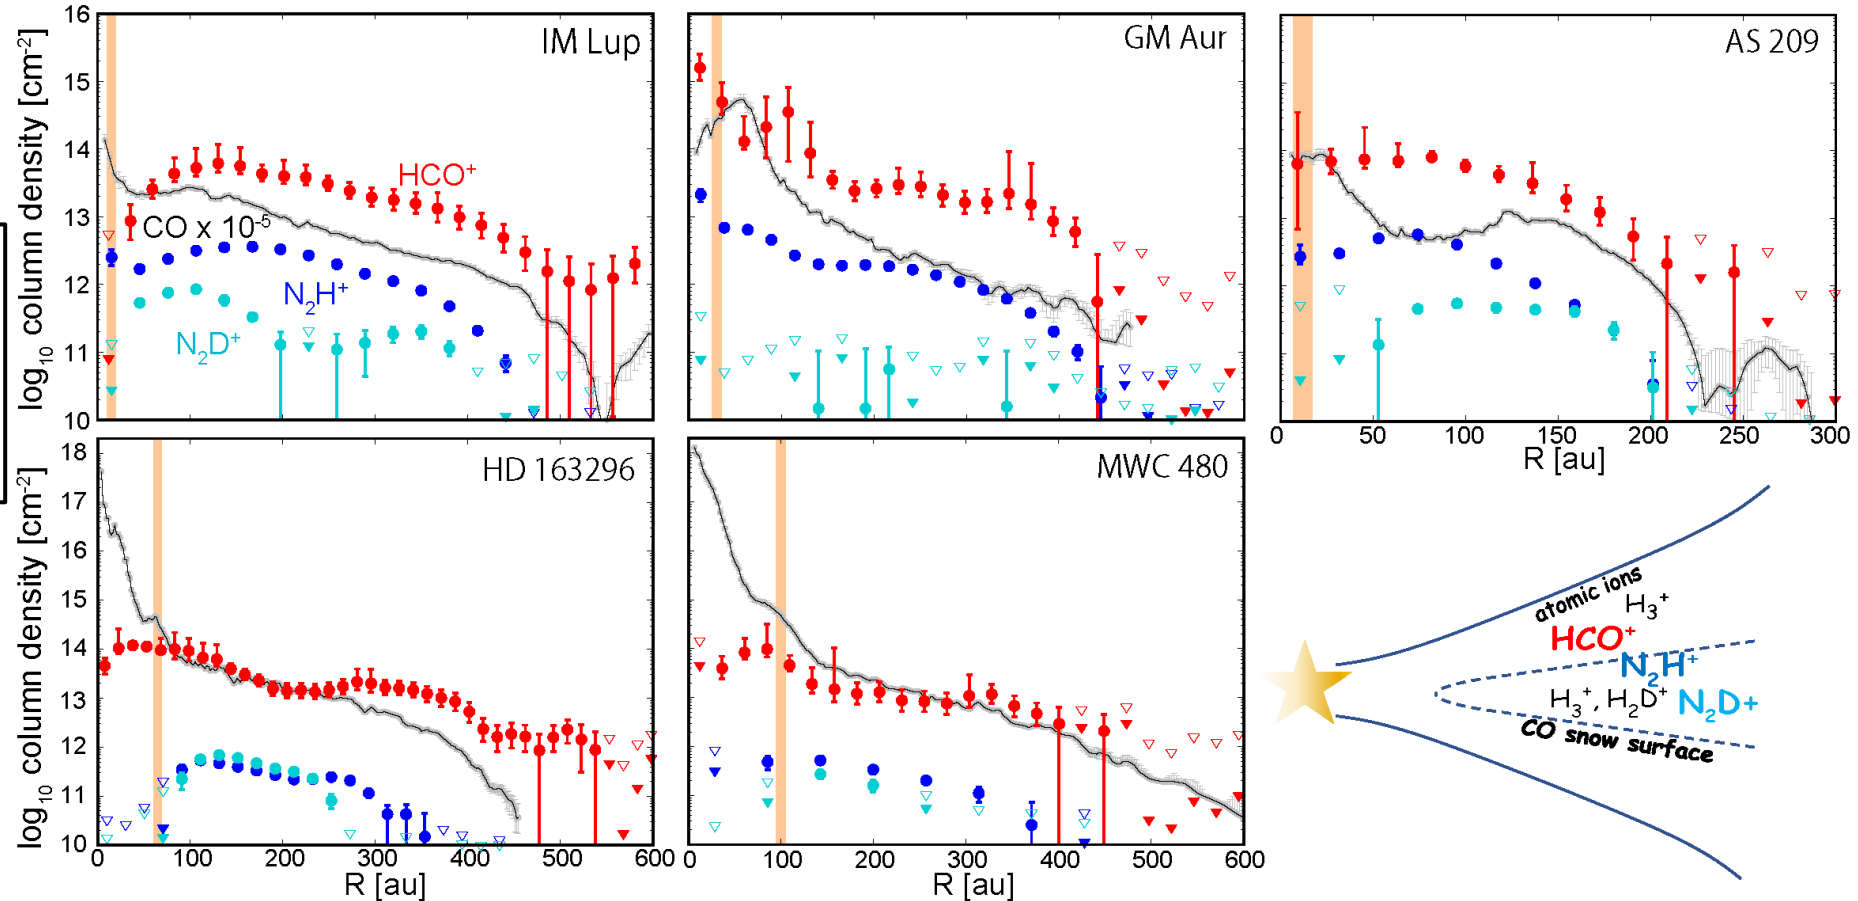 IM Lup
GM Aur
AS 209
log₁₀ column density [cm⁻²]
16
15
14
13
12
11
10
HCO⁺
CO x 10⁻⁵
N₂H⁺
N₂D⁺
0 50 100 150 200 250 300
R [au]
HD 163296
MWC 480
log₁₀ column density [cm⁻²]
18
17
16
15
14
13
12
11
10
0 100 200 300 400 500 600
R [au]
0 100 200 300 400 500 600
R [au]
atomic ions
H₃⁺
HCO⁺
N₂H⁺
H₃⁺, H₂D⁺ N₂D+
CO snow surface